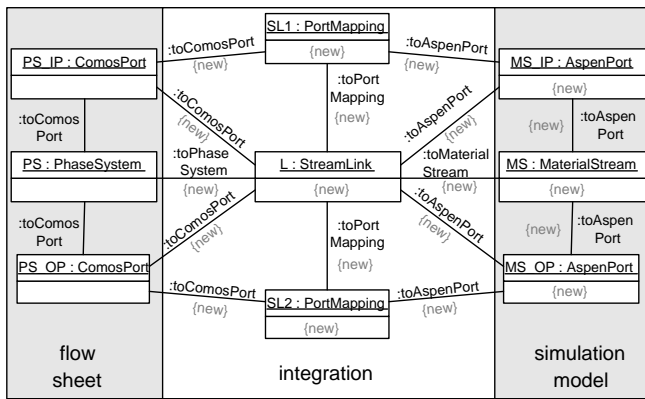 SL1 : PortMapping
{new}
:toComosPort
{new}
:toAspenPort
{new}
PS_IP : ComosPort
MS_IP : AspenPort
{new}
:toPort
Mapping
{new}
:toComos
Port
:toComosPort
{new}
:toAspenPort
{new}
{new}
:toAspen
Port
:toPhase
System
{new}
:toMaterial
Stream
{new}
PS : PhaseSystem
L : StreamLink
{new}
MS : MaterialStream
{new}
:toComos
Port
:toComosPort
{new}
:toPort
Mapping
{new}
:toAspenPort
{new}
{new}
:toAspen
Port
PS_OP : ComosPort
MS_OP : AspenPort
{new}
:toComosPort
{new}
SL2 : PortMapping
{new}
:toAspenPort
{new}
flow
sheet
integration
simulation
model